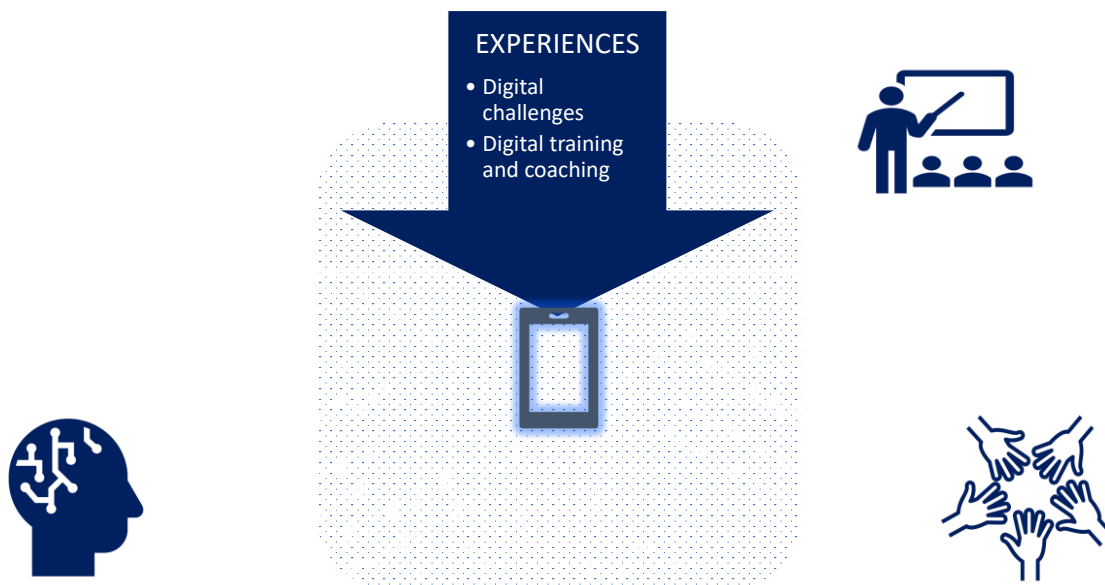 EXPERIENCES
• Digital
challenges
• Digital training
and coaching